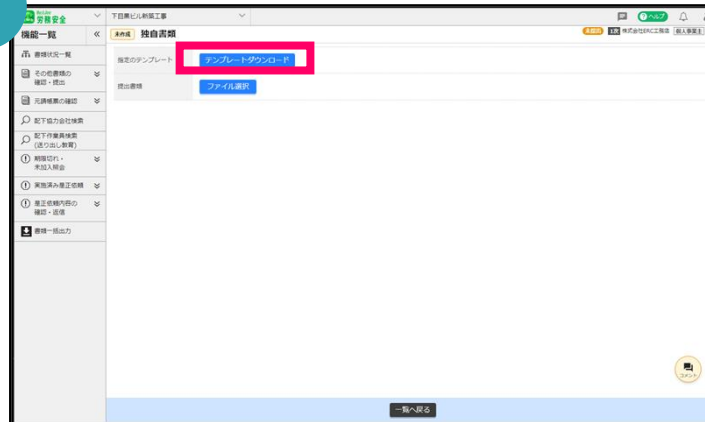 労務安全
下目黒ビル新築工事
ヘルプ
機能一覧
未作成 独自書類
未提出 1次 株式会社ERC工務店 個人事業主
書類状況一覧
その他書類の
確認・提出
元請帳票の確認
配下協力会社検索
配下作業員検索
(送り出し教育)
期限切れ・
未加入照会
実施済み是正依頼
是正依頼内容の
確認・返信
書類一括出力
指定のテンプレート テンプレートダウンロード
提出書類 ファイル選択
コメント
一覧へ戻る